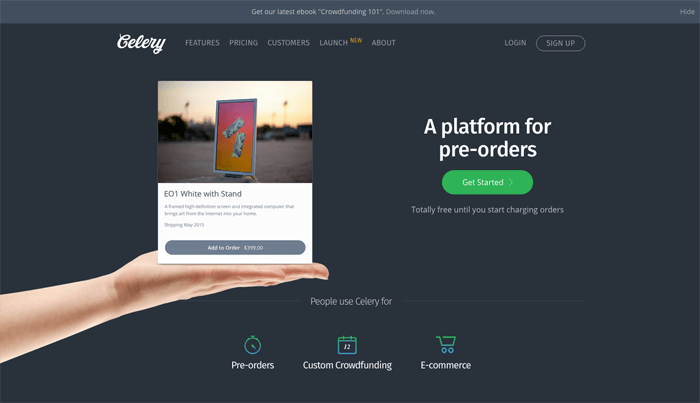 Get our latest ebook "Crowdfunding 101". Download now. Hide
Celery FEATURES PRICING CUSTOMERS LAUNCH NEW ABOUT LOGIN SIGN UP
A platform for
pre-orders
Get Started
Totally free until you start charging orders
EO1 White with Stand
A framed high-definition screen and integrated computer that
brings art from the Internet into your home.
Shipping May 2015
Add to Order $399.00
People use Celery for
12
Pre-orders Custom Crowdfunding E-commerce